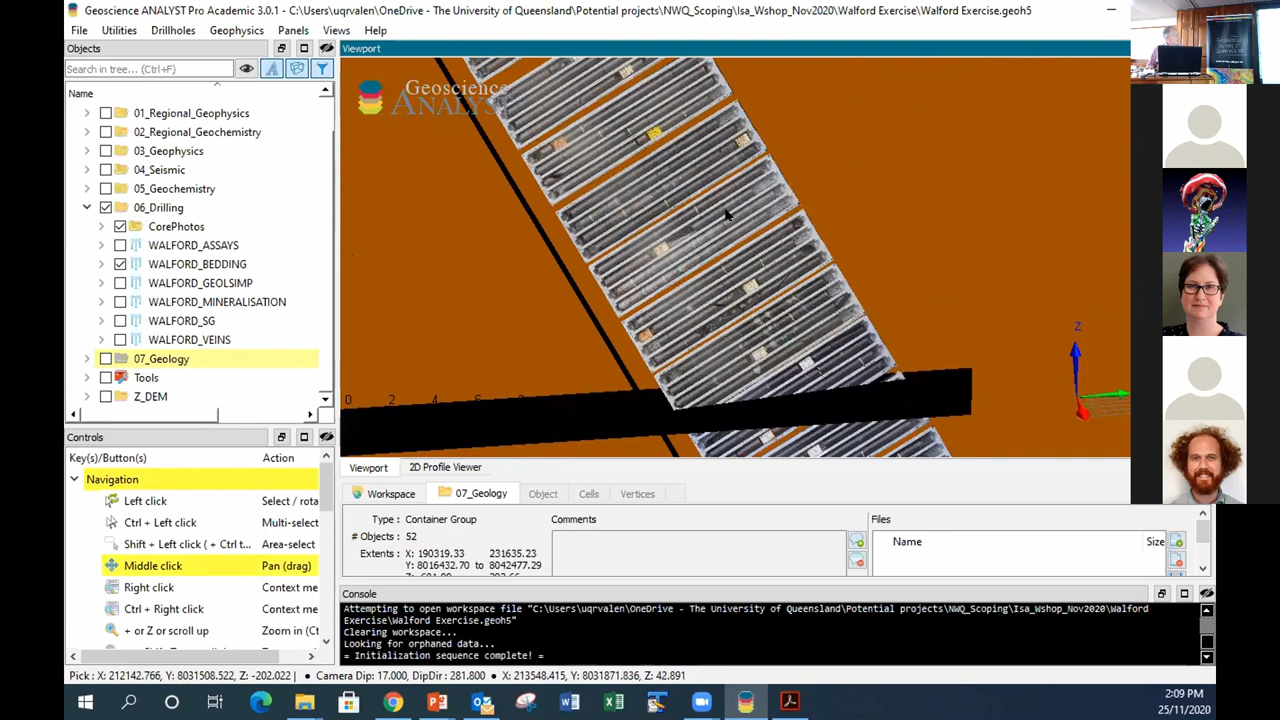 Geoscience ANALYST Pro Academic 3.0.1 - C:\Users\uqrvalen\OneDrive - The University of Queensland\Potential projects\NWQ_Scoping\Isa_Wshop_Nov2020\Walford Exercise\Walford Exercise.geoh5*
File Utilities Drillholes Geophysics Panels Views Help
Objects
Viewport
Search in tree... (Ctrl+F)
Name
01_Regional_Geophysics
02_Regional_Geochemistry
03_Geophysics
04_Seismic
05_Geochemistry
06_Drilling
CorePhotos
WALFORD_ASSAYS
WALFORD_BEDDING
WALFORD_GEOLSIMP
WALFORD_MINERALISATION
WALFORD_SG
WALFORD_VEINS
07_Geology
Tools
Z_DEM
Geoscience
ANALYST
0 2 4 6 8
Z
Controls
Key(s)/Button(s) Action
Navigation
Left click Select / rota
Ctrl + Left click Multi-select
Shift + Left click ( + Ctrl t... Area-select
Middle click Pan (drag)
Right click Context me
Ctrl + Right click Context me
+ or Z or scroll up Zoom in (Ct
Viewport 2D Profile Viewer
Workspace 07_Geology Object Cells Vertices
Type : Container Group
# Objects : 52
Extents : X: 190319.33 231635.23
Y: 8016432.70 to 8042477.29
Comments
Files
Name Size
Console
Attempting to open workspace file "C:\Users\uqrvalen\OneDrive - The University of Queensland\Potential projects\NWQ_Scoping\Isa_Wshop_Nov2020\Walford
Exercise\Walford Exercise.geoh5"
Clearing workspace...
Looking for orphaned data...
= Initialization sequence complete! =
Pick : X: 212142.766, Y: 8031508.522, Z: -202.022 | ● Camera Dip: 17.000, DipDir : 281.800 ● X: 213548.415, Y: 8031871.836, Z: 42.891
2:09 PM
25/11/2020